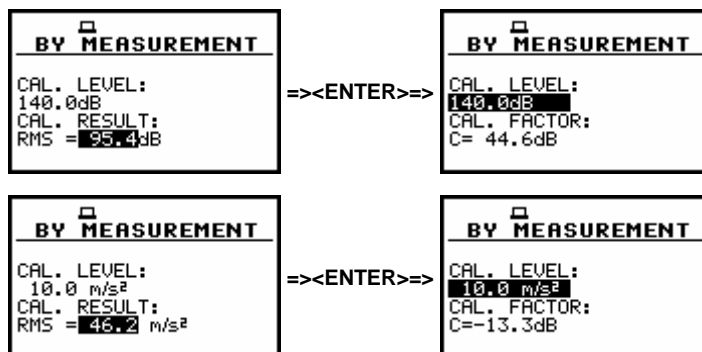 BY MEASUREMENT
CAL. LEVEL:
140.0dB
CAL. RESULT:
RMS = 95.4dB
=><ENTER>=>
BY MEASUREMENT
CAL. LEVEL:
140.0dB
CAL. FACTOR:
C= 44.6dB
BY MEASUREMENT
CAL. LEVEL:
10.0 m/s²
CAL. RESULT:
RMS = 46.2 m/s²
=><ENTER>=>
BY MEASUREMENT
CAL. LEVEL:
10.0 m/s²
CAL. FACTOR:
C=-13.3dB